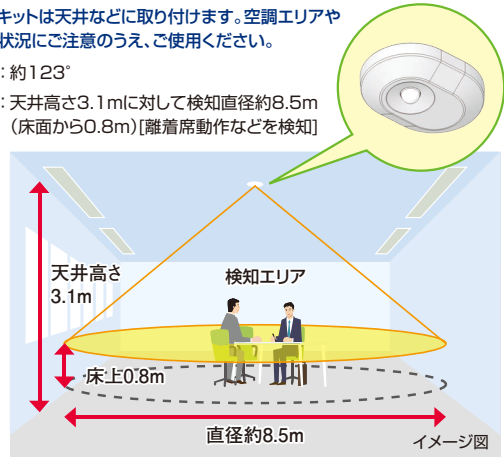 キットは天井などに取り付けます。空調エリアや
状況にご注意のうえ、ご使用ください。
：約123°
：天井高さ3.1mに対して検知直径約8.5m
（床面から0.8m）[離着席動作などを検知]
天井高さ
3.1m
検知エリア
床上0.8m
直径約8.5m
イメージ図